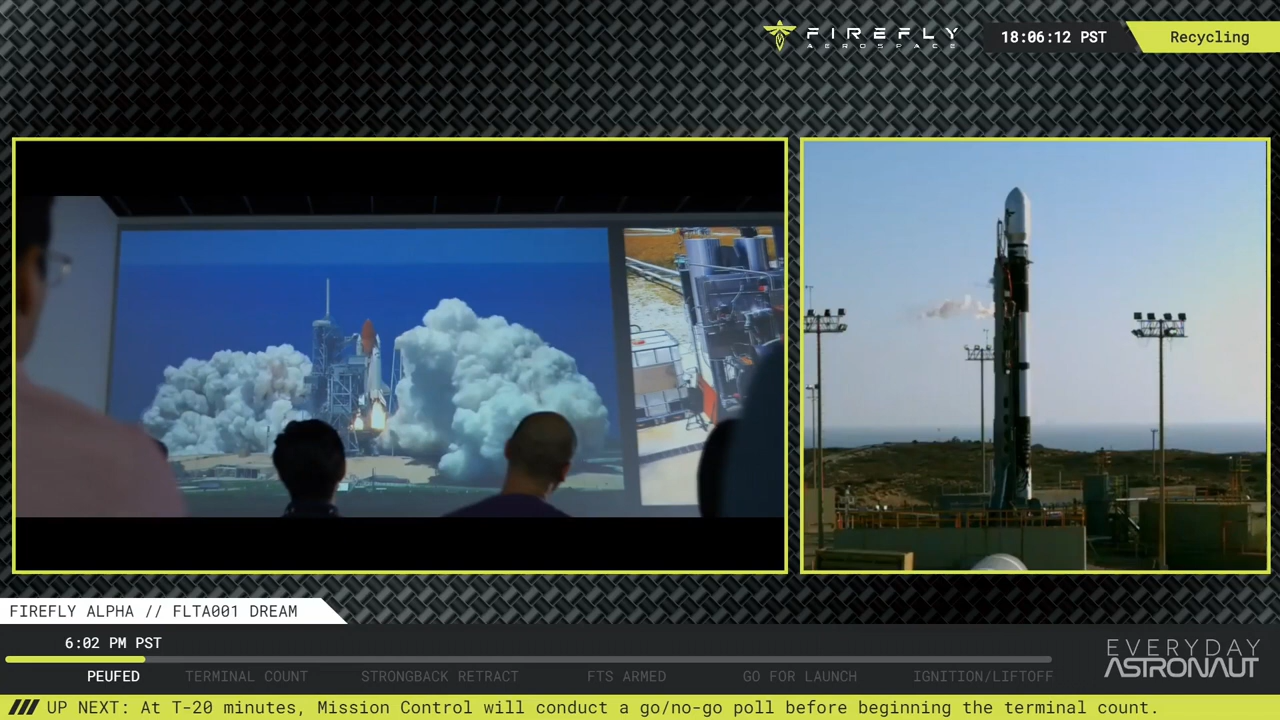 FIREFLY
AEROSPACE
18:06:12 PST
Recycling
FIREFLY ALPHA // FLTA001 DREAM
6:02 PM PST
PEUFED
TERMINAL COUNT
STRONGBACK RETRACT
FTS ARMED
GO FOR LAUNCH
IGNITION/LIFTOFF
EVERYDAY
ASTRONAUT
UP NEXT: At T-20 minutes, Mission Control will conduct a go/no-go poll before beginning the terminal count.